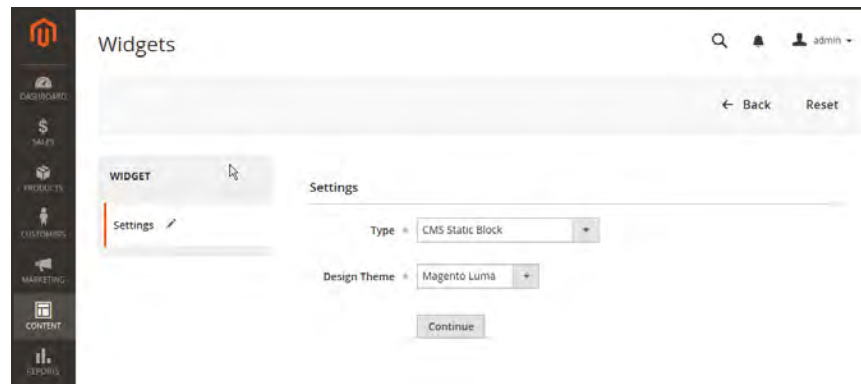 Widgets
admin
DASHBOARD
← Back
Reset
SALES
PRODUCTS
WIDGET
Settings
Settings
Type * CMS Static Block
CUSTOMERS
MARKETING
Design Theme * Magento Luma
CONTENT
Continue
REPORTS